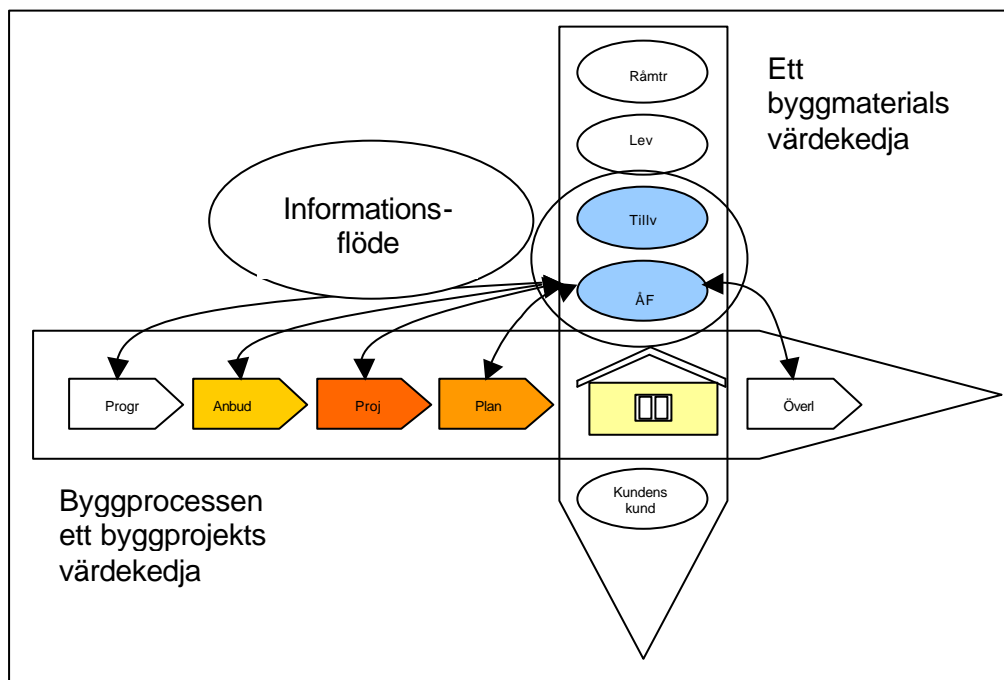 Råmtr
Ett
byggmaterials
värdekedja
Lev
Informations-
flöde
Tillv
ÅF
Progr
Anbud
Proj
Plan
Överl
Kundens
kund
Byggprocessen
ett byggprojekts
värdekedja